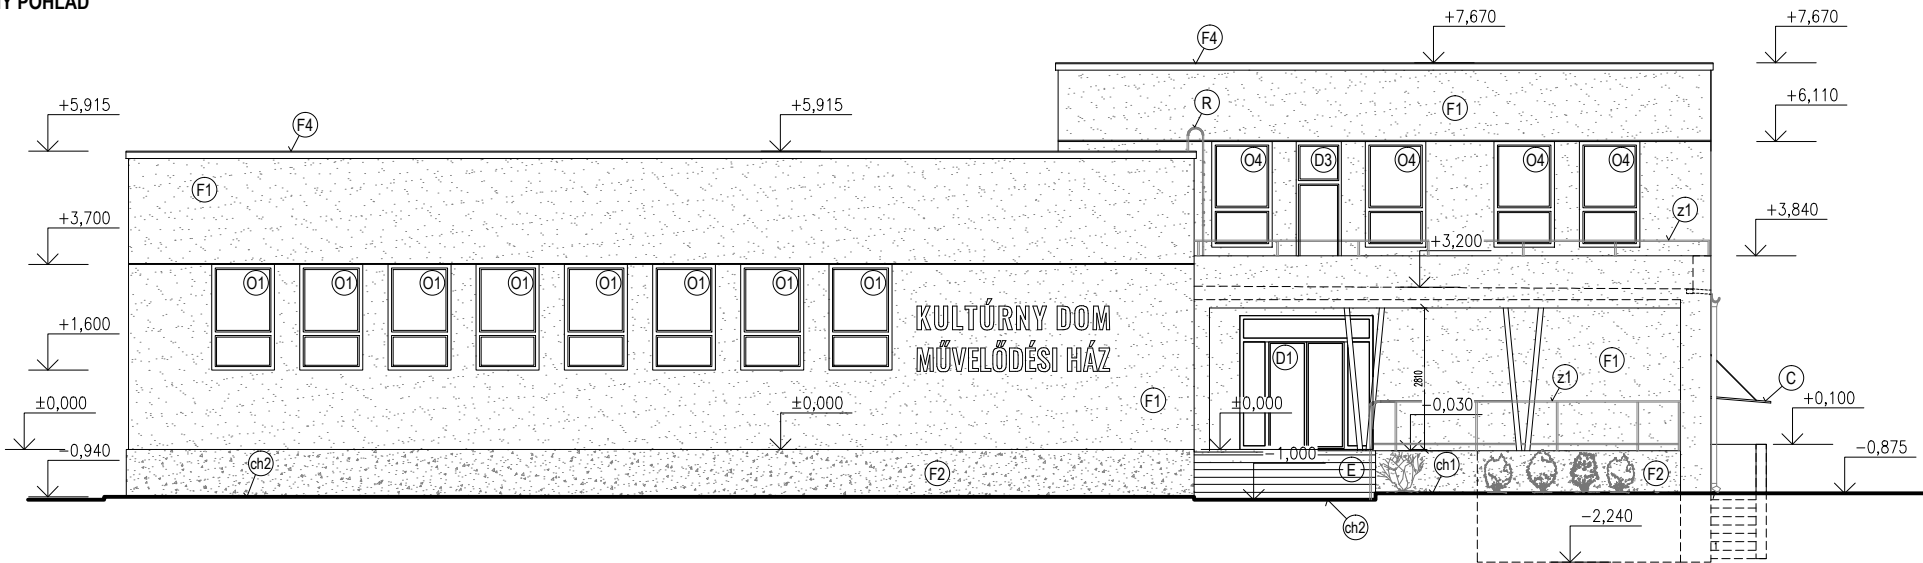 POHĽAD
+7,670
+7,670
F4
+5,915
+5,915
R
F1
+6,110
F4
O4
D3
O4
O4
O4
F1
z1
+3,700
+3,840
+3,200
O1
O1
O1
O1
O1
O1
O1
O1
KULTÚRNY DOM
+1,600
MŰVELŐDÉSI HÁZ
D1
F1
2810
z1
C
F1
±0,000
±0,000
±0,000
-0,030
+0,100
-0,940
-1,000
-0,875
ch2
F2
E
ch1
F2
ch2
-2,240